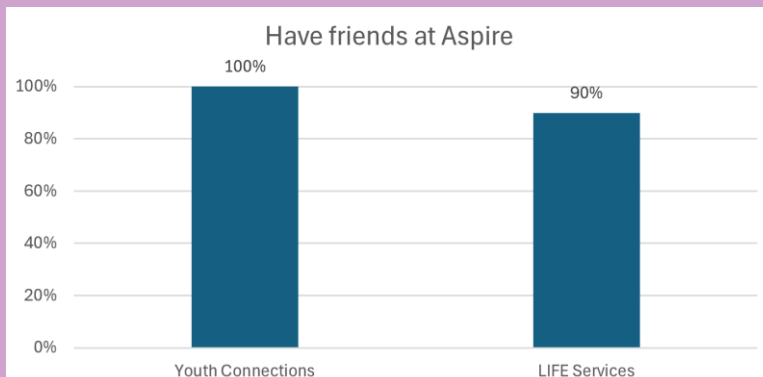 Have friends at Aspire
100%
100%
90%
80%
60%
40%
20%
0%
Youth Connections
LIFE Services